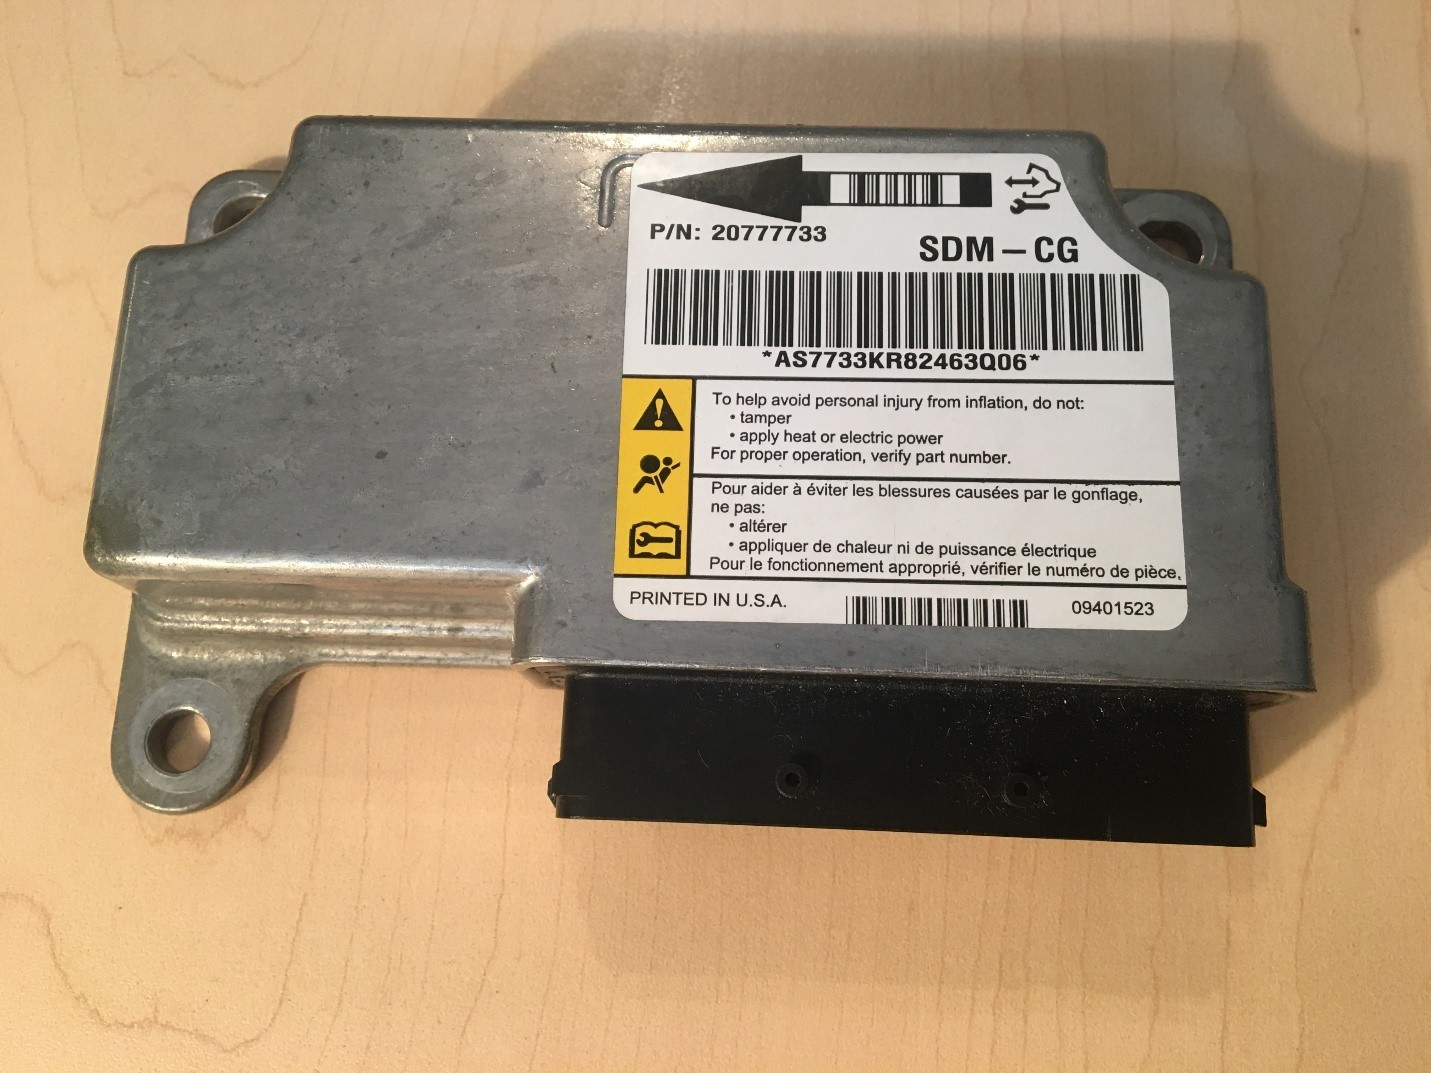 P/N: 20777733
SDM – CG
*AS7733KR82463Q06*
To help avoid personal injury from inflation, do not:
• tamper
• apply heat or electric power
For proper operation, verify part number.
Pour aider à éviter les blessures causées par le gonflage,
ne pas:
• altérer
• appliquer de chaleur ni de puissance électrique
Pour le fonctionnement approprié, vérifier le numéro de pièce.
PRINTED IN U.S.A.
09401523